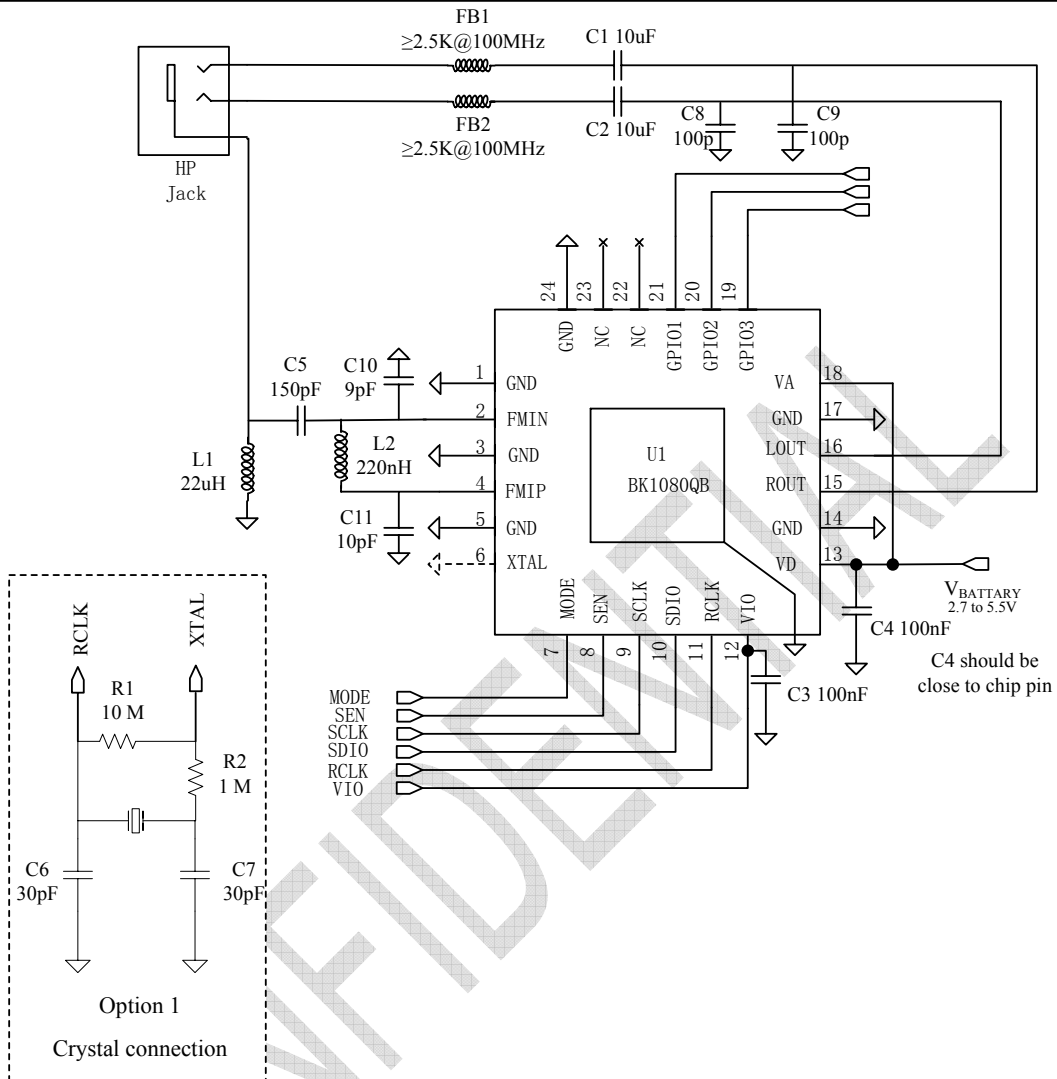 FB1
≥2.5K@100MHz
C1 10uF
FB2
≥2.5K@100MHz
C2 10uF
C8
100p
C9
100p
HP
Jack
24
23
22
21
20
19
GND
NC
NC
GPIO1
GPIO2
GPIO3
C5
150pF
C10
9pF
L1
22uH
L2
220nH
C11
10pF
1 GND
2 FMIN
3 GND
4 FMIP
5 GND
6 XTAL
U1
BK1080QB
VA 18
GND 17
LOUT 16
ROUT 15
GND 14
VD 13
MODE
SEN
SCLK
SDIO
RCLK
VIO
7
8
9
10
11
12
VBATTARY
2.7 to 5.5V
C4 100nF
C4 should be
close to chip pin
C3 100nF
MODE
SEN
SCLK
SDIO
RCLK
VIO
RCLK
XTAL
R1
10 M
R2
1 M
C6
30pF
C7
30pF
Option 1
Crystal connection
NFIDENTIAL